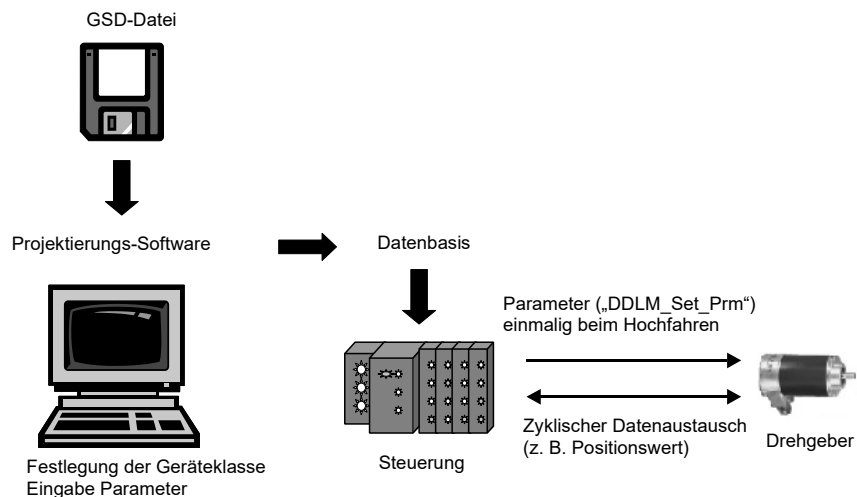 GSD-Datei
Projektierungs-Software
Datenbasis
Parameter („DDLM_Set_Prm“)
einmalig beim Hochfahren
Zyklischer Datenaustausch
(z. B. Positionswert)
Drehgeber
Steuerung
Festlegung der Geräteklasse
Eingabe Parameter